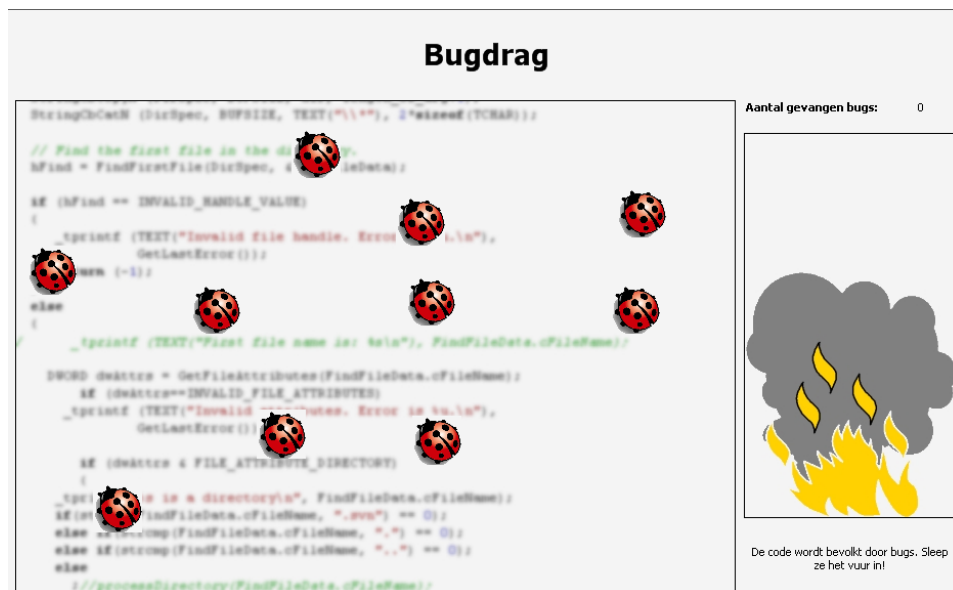 Bugdrag
Aantal gevangen bugs: 0
StringCbCatN (DirSpec, BUFSIZE, TEXT("\\*"), 2*sizeof(TCHAR));
// Find the first file in the
hFind = FindFirstFile(DirSpec,
if (hFind == INVALID_HANDLE_VALUE)
{
_tprintf (TEXT("Invalid file handle. Error .\n"),
GetLastError());
(-1);
else
{
_tprintf (TEXT("First file name is: %s\n"), FindFileData.cFileName);
DWORD dwAttrs = GetFileAttributes(FindFileData.cFileName);
if (dwAttrs==INVALID_FILE_ATTRIBUTES)
_tprintf (TEXT("Invalid . Error is %u.\n"),
GetLastError()
if (dwAttrs & FILE_ATTRIBUTE_DIRECTORY)
{
is a directory\n", FindFileData.cFileName);
FindFileData.cFileName, ".svn") == 0);
else if(strcmp(FindFileData.cFileName, ".") == 0);
else if(strcmp(FindFileData.cFileName, "..") == 0);
else
;//processDirectory(FindFileData.cFileName);
De code wordt bevolkt door bugs. Sleep
ze het vuur in!